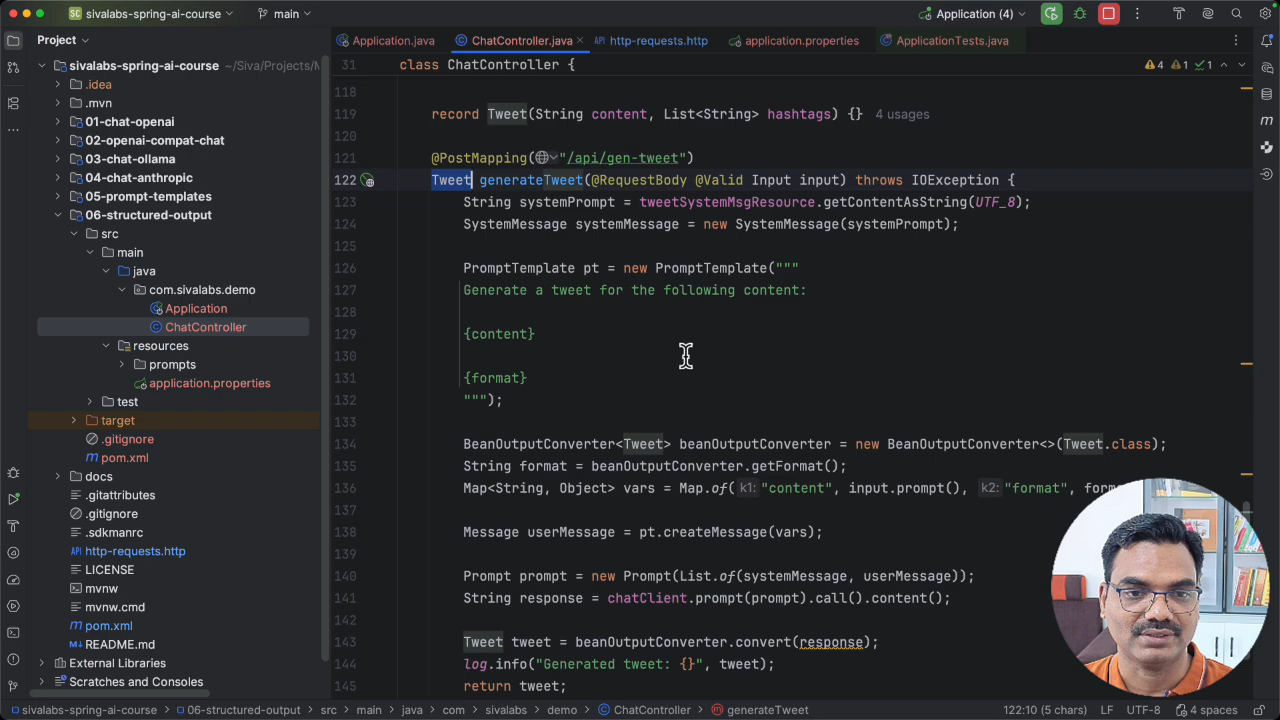 sivalabs-spring-ai-course
main
Application (4)
Project
Application.java
ChatController.java
http-requests.http
application.properties
ApplicationTests.java
sivalabs-spring-ai-course ~/Siva/Projects/
.idea
.mvn
01-chat-openai
02-openai-compat-chat
03-chat-ollama
04-chat-anthropic
05-prompt-templates
06-structured-output
src
main
java
com.sivalabs.demo
Application
ChatController
resources
prompts
application.properties
test
target
.gitignore
pom.xml
docs
.gitattributes
.gitignore
.sdkmanrc
http-requests.http
LICENSE
mvnw
mvnw.cmd
pom.xml
README.md
External Libraries
Scratches and Consoles
31 class ChatController {
4 1 1
118
119 record Tweet(String content, List<String> hashtags) {} 4 usages
120
121 @PostMapping("/api/gen-tweet")
122 Tweet generateTweet(@RequestBody @Valid Input input) throws IOException {
123 String systemPrompt = tweetSystemMsgResource.getContentAsString(UTF_8);
124 SystemMessage systemMessage = new SystemMessage(systemPrompt);
125
126 PromptTemplate pt = new PromptTemplate("""
127 Generate a tweet for the following content:
128
129 {content}
130
131 {format}
132 """);
133
134 BeanOutputConverter<Tweet> beanOutputConverter = new BeanOutputConverter<>(Tweet.class);
135 String format = beanOutputConverter.getFormat();
136 Map<String, Object> vars = Map.of( k1: "content", input.prompt(), k2: "format",
137
138 Message userMessage = pt.createMessage(vars);
139
140 Prompt prompt = new Prompt(List.of(systemMessage, userMessage));
141 String response = chatClient.prompt(prompt).call().content();
142
143 Tweet tweet = beanOutputConverter.convert(response);
144 log.info("Generated tweet: {}", tweet);
145 return tweet;
sivalabs-spring-ai-course > 06-structured-output > src > main > java > com > sivalabs > demo > ChatController > generateTweet
122:10 (5 chars) LF UTF-8 4 spaces